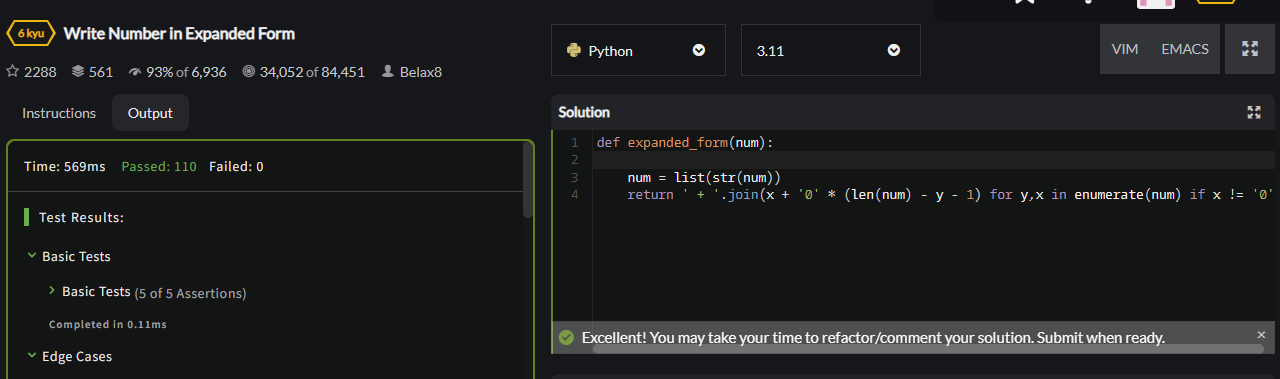 6 kyu Write Number in Expanded Form
2288 561 93% of 6,936 34,052 of 84,451 Belax8
Instructions Output
Time: 569ms Passed: 110 Failed: 0
Test Results:
Basic Tests
Basic Tests (5 of 5 Assertions)
Completed in 0.11ms
Edge Cases
Python 3.11 VIM EMACS
Solution
1 def expanded_form(num):
2
3 num = list(str(num))
4 return ' + '.join(x + '0' * (len(num) - y - 1) for y,x in enumerate(num) if x != '0'
Excellent! You may take your time to refactor/comment your solution. Submit when ready.